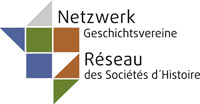 Netzwerk
Geschichtsvereine
Réseau
des Sociétés d´Histoire